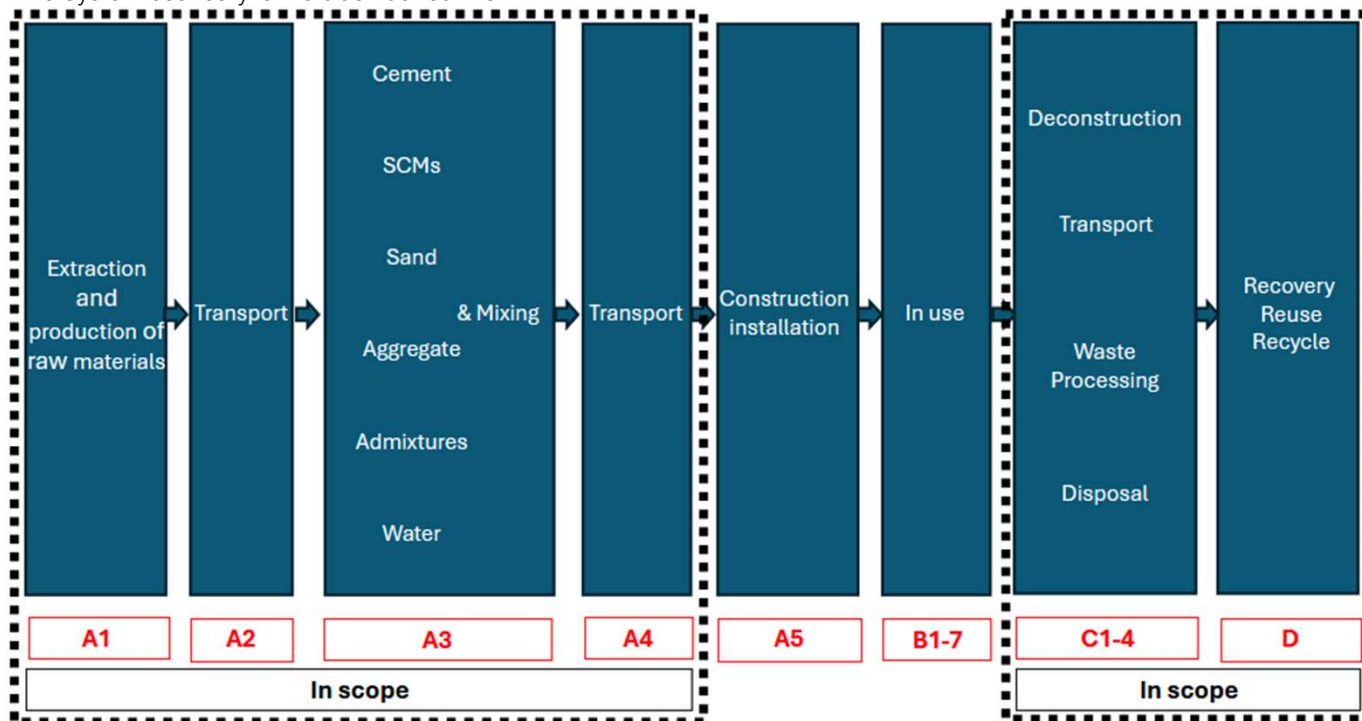 Extraction
and
production of
raw materials
Transport
Cement
SCMs
Sand
& Mixing
Aggregate
Admixtures
Water
Transport
Construction
installation
In use
Deconstruction
Transport
Waste
Processing
Disposal
Recovery
Reuse
Recycle
A1
A2
A3
A4
A5
B1-7
C1-4
D
In scope
In scope